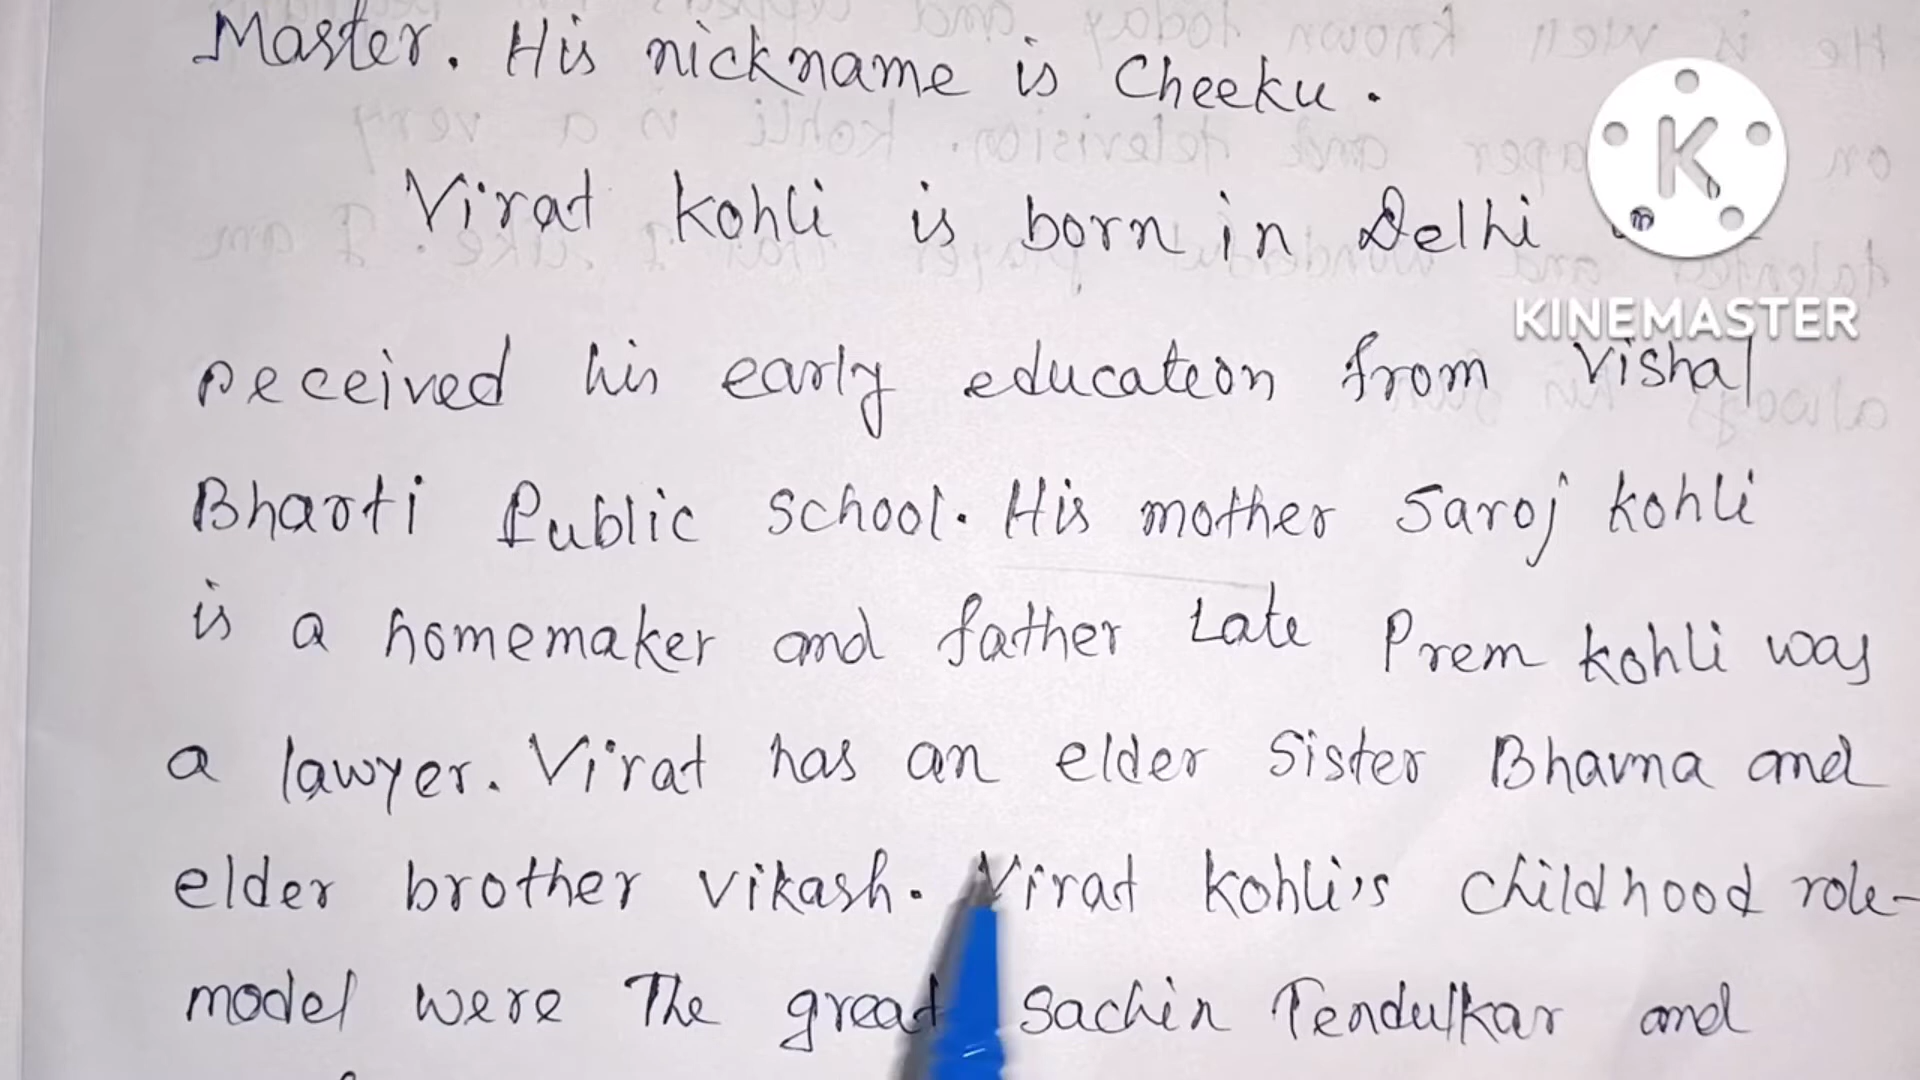 Master. His nickname is Cheeku.
Virat Kohli is born in Delhi
received his early education from Vishal
Bharti Public School. His mother Saroj Kohli
is a homemaker and father Late Prem Kohli was
a lawyer. Virat has an elder sister Bhavna and
elder brother Vikash. Virat Kohli's childhood role-
model were The great Sachin Tendulkar and
K
KINEMASTER